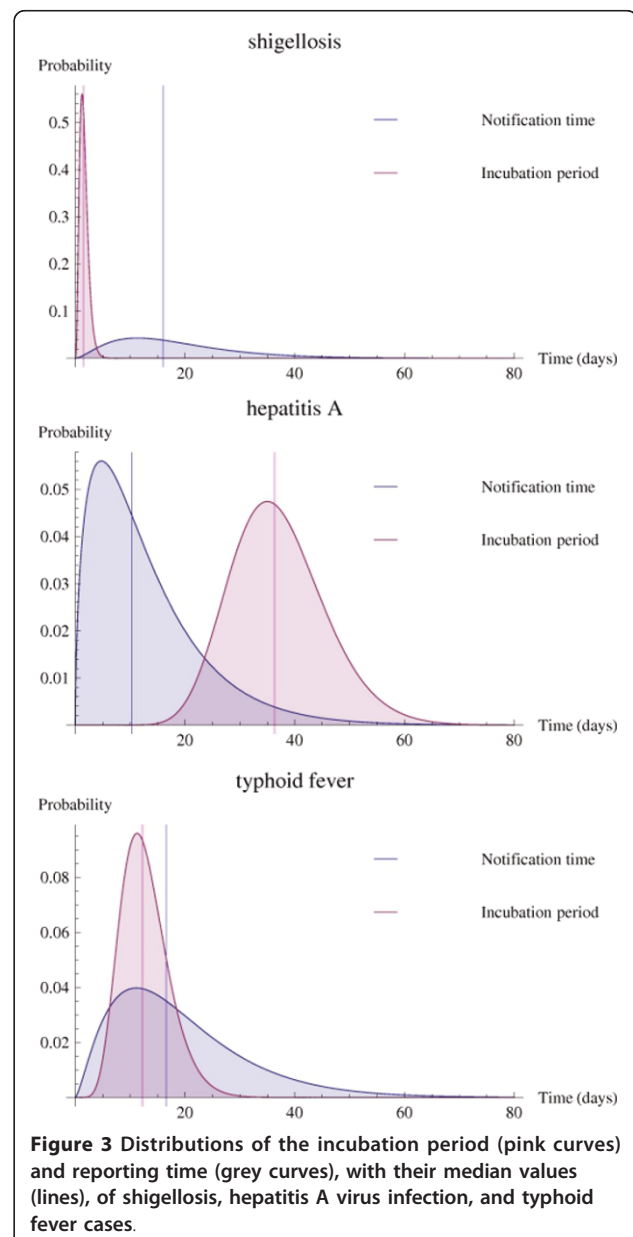 shigellosis
Probability
Notification time
Incubation period
0.5
0.4
0.3
0.2
0.1
20 40 60 80
Time (days)
hepatitis A
Probability
Notification time
Incubation period
0.05
0.04
0.03
0.02
0.01
20 40 60 80
Time (days)
typhoid fever
Probability
Notification time
Incubation period
0.08
0.06
0.04
0.02
20 40 60 80
Time (days)
Figure 3 Distributions of the incubation period (pink curves)
and reporting time (grey curves), with their median values
(lines), of shigellosis, hepatitis A virus infection, and typhoid
fever cases.